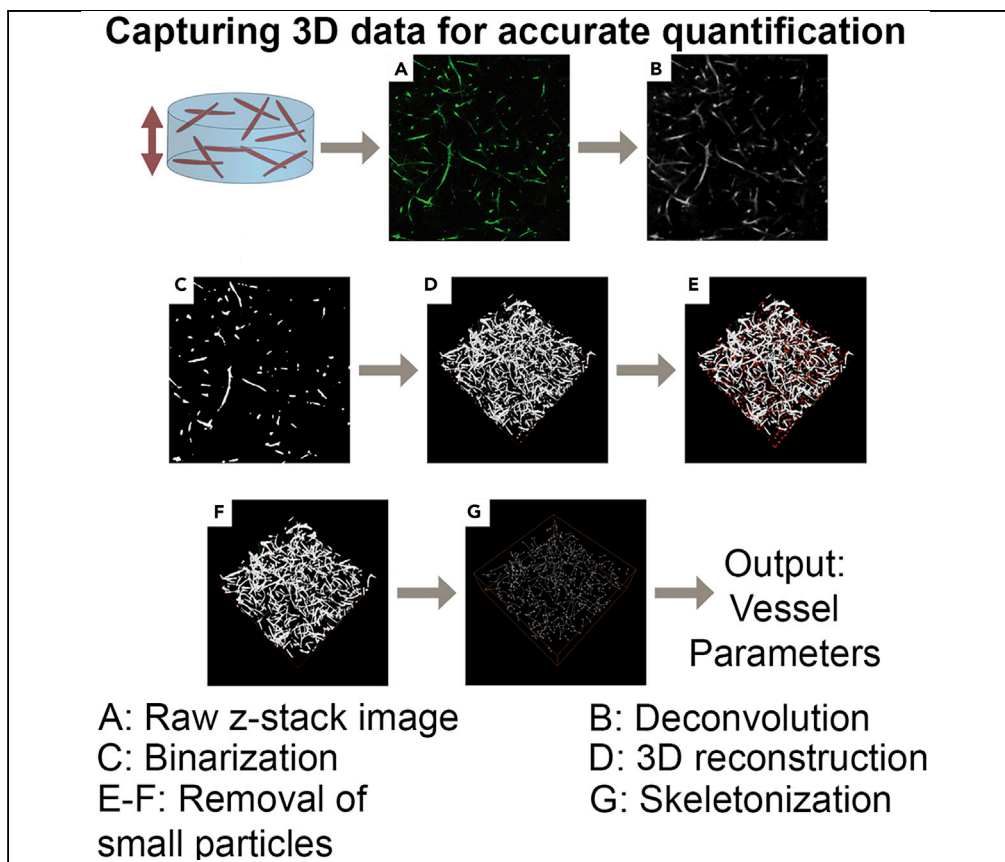 Capturing 3D data for accurate quantification
A
B
C
D
E
F
G
Output:
Vessel
Parameters
A: Raw z-stack image
B: Deconvolution
C: Binarization
D: 3D reconstruction
E-F: Removal of
small particles
G: Skeletonization